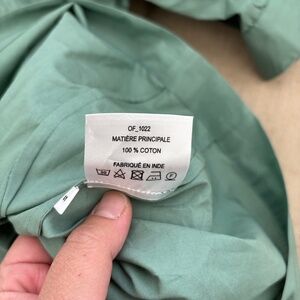 OF_1022
MATIÈRE PRINCIPALE
100 % COTON
FABRIQUÉ EN INDE